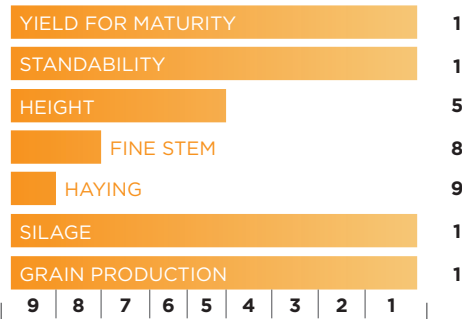 YIELD FOR MATURITY 1
STANDABILITY 1
HEIGHT 5
FINE STEM 8
HAYING 9
SILAGE 1
GRAIN PRODUCTION 1
9 8 7 6 5 4 3 2 1